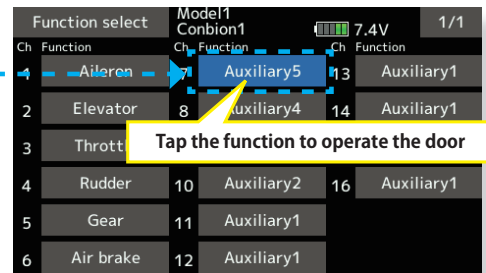 Function select
Model1
Conbion1
7.4V
1/1
Ch Function
Ch Function
Ch Function
1 Aileron
7 Auxiliary5
13 Auxiliary1
2 Elevator
8 Auxiliary4
14 Auxiliary1
3 Thrott
Tap the function to operate the door
4 Rudder
10 Auxiliary2
16 Auxiliary1
5 Gear
11 Auxiliary1
6 Air brake
12 Auxiliary1